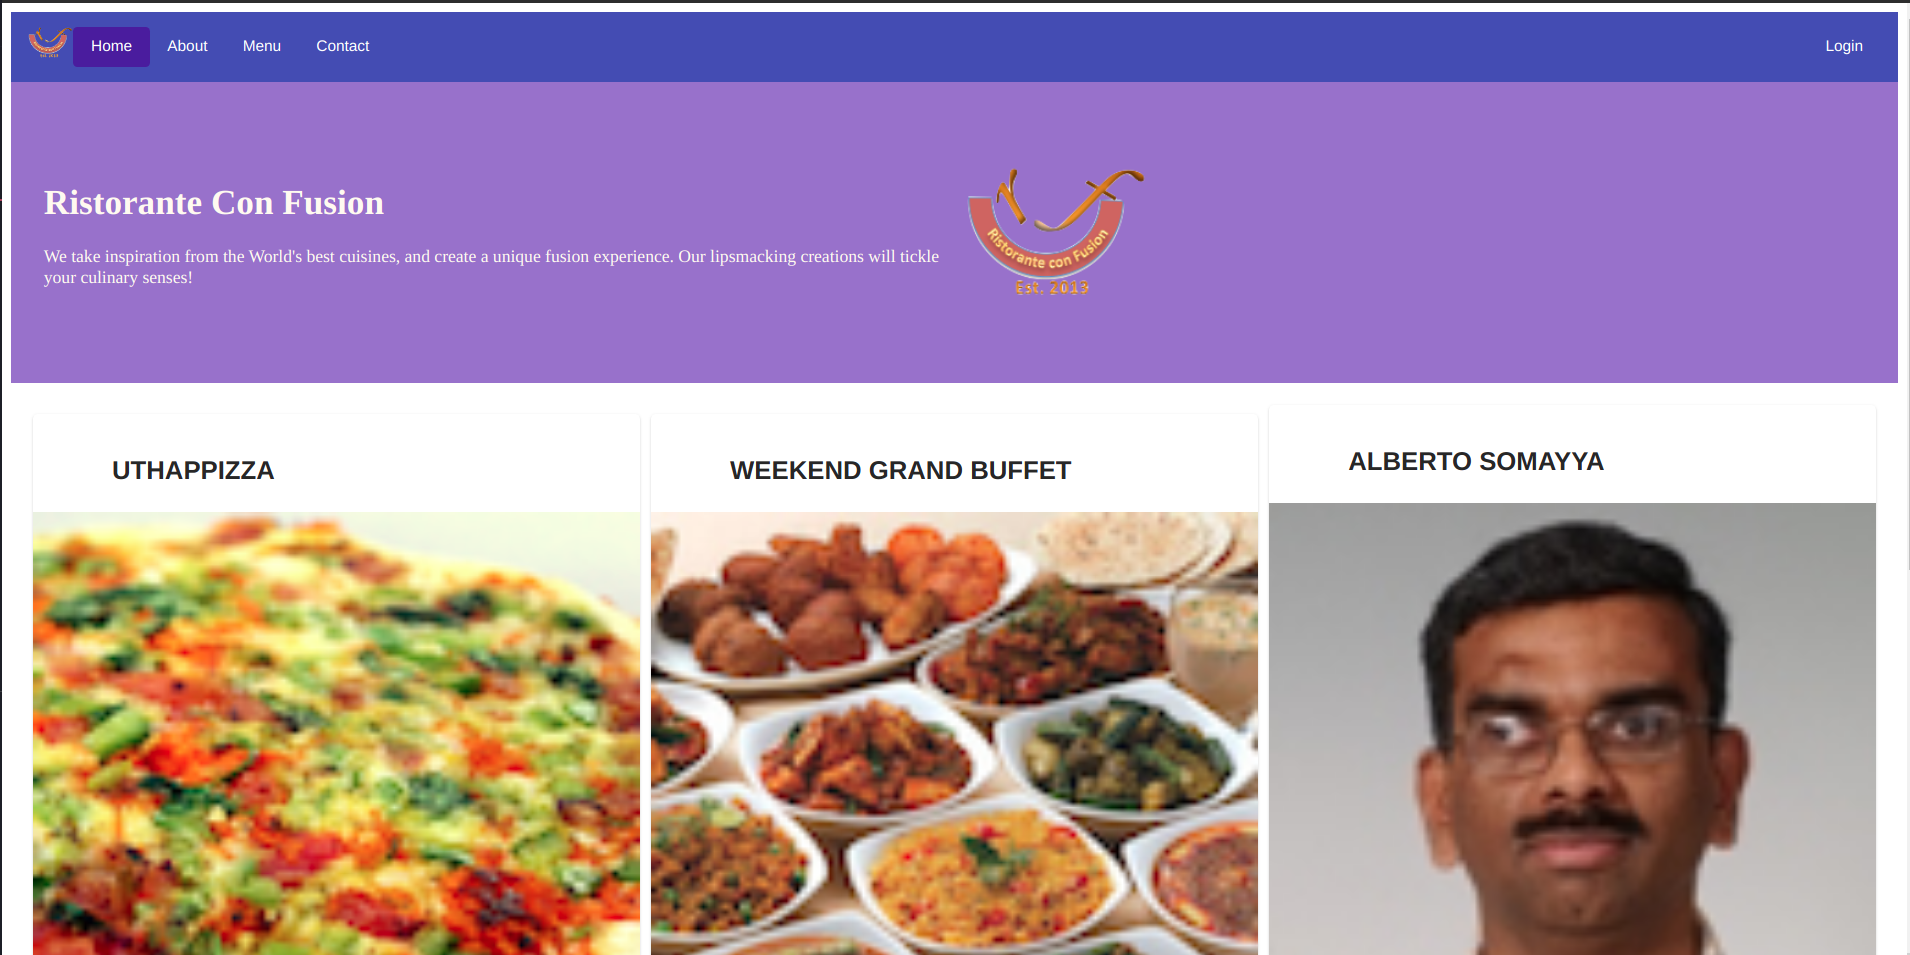 Home About Menu Contact Login
Ristorante Con Fusion
We take inspiration from the World's best cuisines, and create a unique fusion experience. Our lipsmacking creations will tickle
your culinary senses!
Ristorante con Fusion
Est. 2013
UTHAPPIZZA
WEEKEND GRAND BUFFET
ALBERTO SOMAYYA